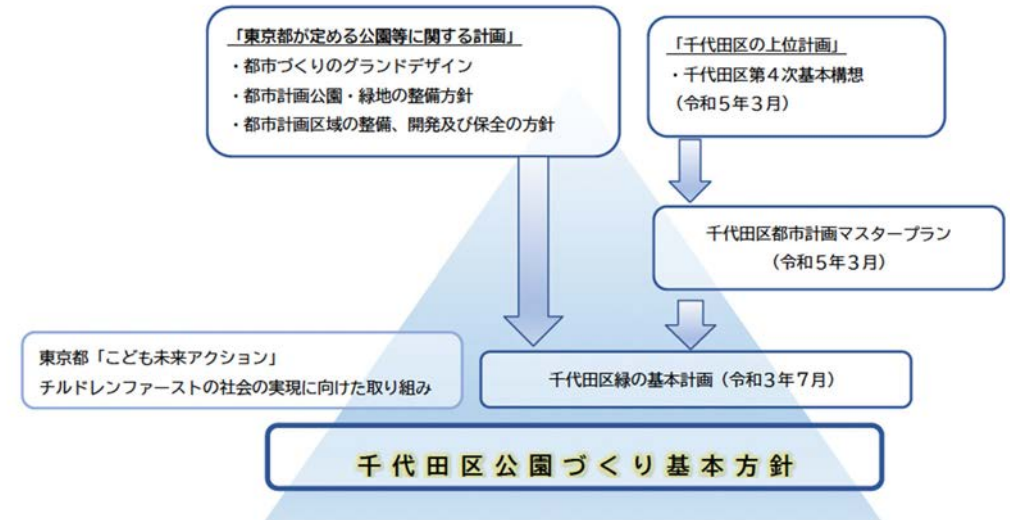 「東京都が定める公園等に関する計画」
・都市づくりのグランドデザイン
・都市計画公園・緑地の整備方針
・都市計画区域の整備、開発及び保全の方針
「千代田区の上位計画」
・千代田区第4次基本構想
（令和5年3月）
千代田区都市計画マスタープラン
（令和5年3月）
東京都「こども未来アクション」
チルドレンファーストの社会の実現に向けた取り組み
千代田区緑の基本計画（令和3年7月）
千代田区公園づくり基本方針